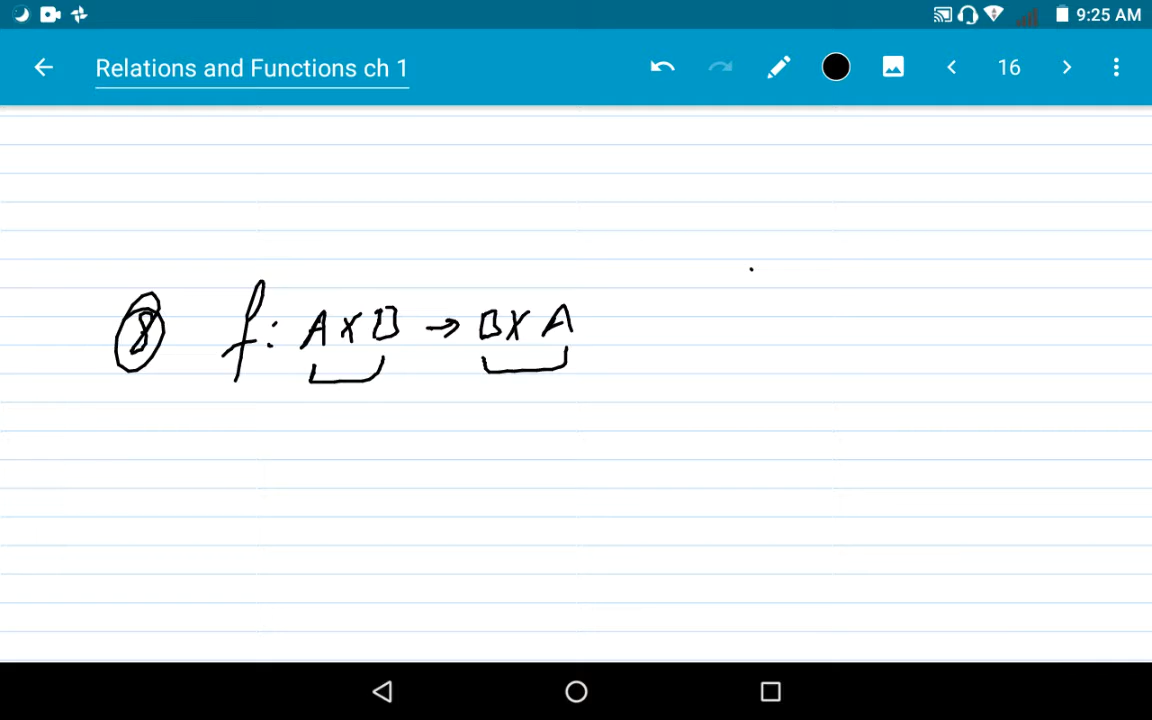 9:25 AM
Relations and Functions ch 1
16
8 f: A X B → B X A